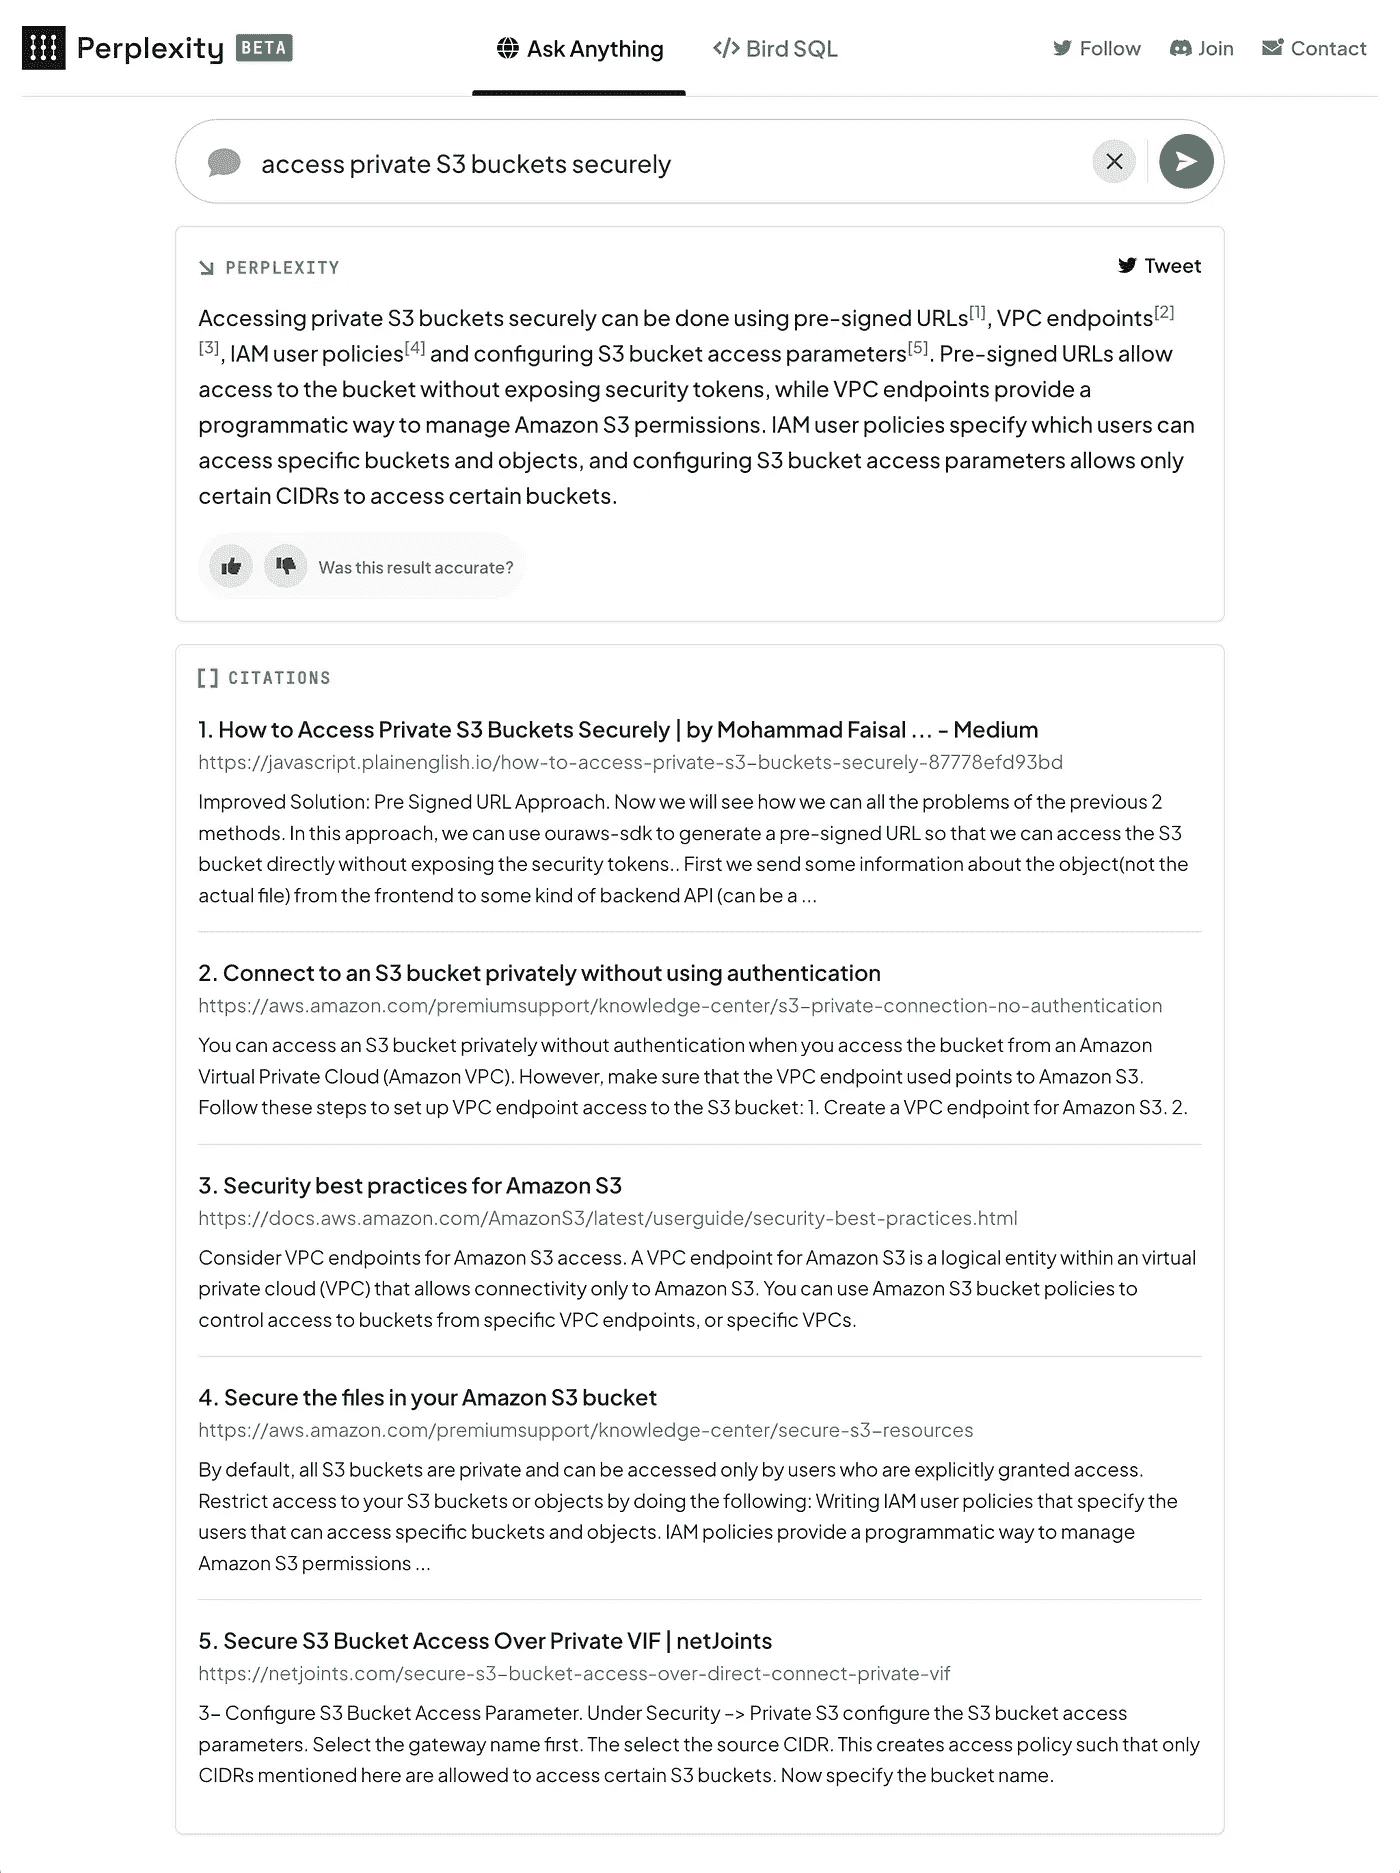 Perplexity BETA
Ask Anything
</> Bird SQL
Follow
Join
Contact
access private S3 buckets securely
PERPLEXITY
Tweet
Accessing private S3 buckets securely can be done using pre-signed URLs[1], VPC endpoints[2]
[3], IAM user policies[4] and configuring S3 bucket access parameters[5]. Pre-signed URLs allow
access to the bucket without exposing security tokens, while VPC endpoints provide a
programmatic way to manage Amazon S3 permissions. IAM user policies specify which users can
access specific buckets and objects, and configuring S3 bucket access parameters allows only
certain CIDRs to access certain buckets.
Was this result accurate?
[] CITATIONS
1. How to Access Private S3 Buckets Securely | by Mohammad Faisal ... - Medium
https://javascript.plainenglish.io/how-to-access-private-s3-buckets-securely-87778efd93bd
Improved Solution: Pre Signed URL Approach. Now we will see how we can all the problems of the previous 2
methods. In this approach, we can use ouraws-sdk to generate a pre-signed URL so that we can access the S3
bucket directly without exposing the security tokens.. First we send some information about the object(not the
actual file) from the frontend to some kind of backend API (can be a ...
2. Connect to an S3 bucket privately without using authentication
https://aws.amazon.com/premiumsupport/knowledge-center/s3-private-connection-no-authentication
You can access an S3 bucket privately without authentication when you access the bucket from an Amazon
Virtual Private Cloud (Amazon VPC). However, make sure that the VPC endpoint used points to Amazon S3.
Follow these steps to set up VPC endpoint access to the S3 bucket: 1. Create a VPC endpoint for Amazon S3. 2.
3. Security best practices for Amazon S3
https://docs.aws.amazon.com/AmazonS3/latest/userguide/security-best-practices.html
Consider VPC endpoints for Amazon S3 access. A VPC endpoint for Amazon S3 is a logical entity within an virtual
private cloud (VPC) that allows connectivity only to Amazon S3. You can use Amazon S3 bucket policies to
control access to buckets from specific VPC endpoints, or specific VPCs.
4. Secure the files in your Amazon S3 bucket
https://aws.amazon.com/premiumsupport/knowledge-center/secure-s3-resources
By default, all S3 buckets are private and can be accessed only by users who are explicitly granted access.
Restrict access to your S3 buckets or objects by doing the following: Writing IAM user policies that specify the
users that can access specific buckets and objects. IAM policies provide a programmatic way to manage
Amazon S3 permissions ...
5. Secure S3 Bucket Access Over Private VIF | netJoints
https://netjoints.com/secure-s3-bucket-access-over-direct-connect-private-vif
3– Configure S3 Bucket Access Parameter. Under Security –> Private S3 configure the S3 bucket access
parameters. Select the gateway name first. The select the source CIDR. This creates access policy such that only
CIDRs mentioned here are allowed to access certain S3 buckets. Now specify the bucket name.